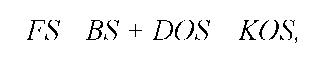 FS BS + DOS KOS,